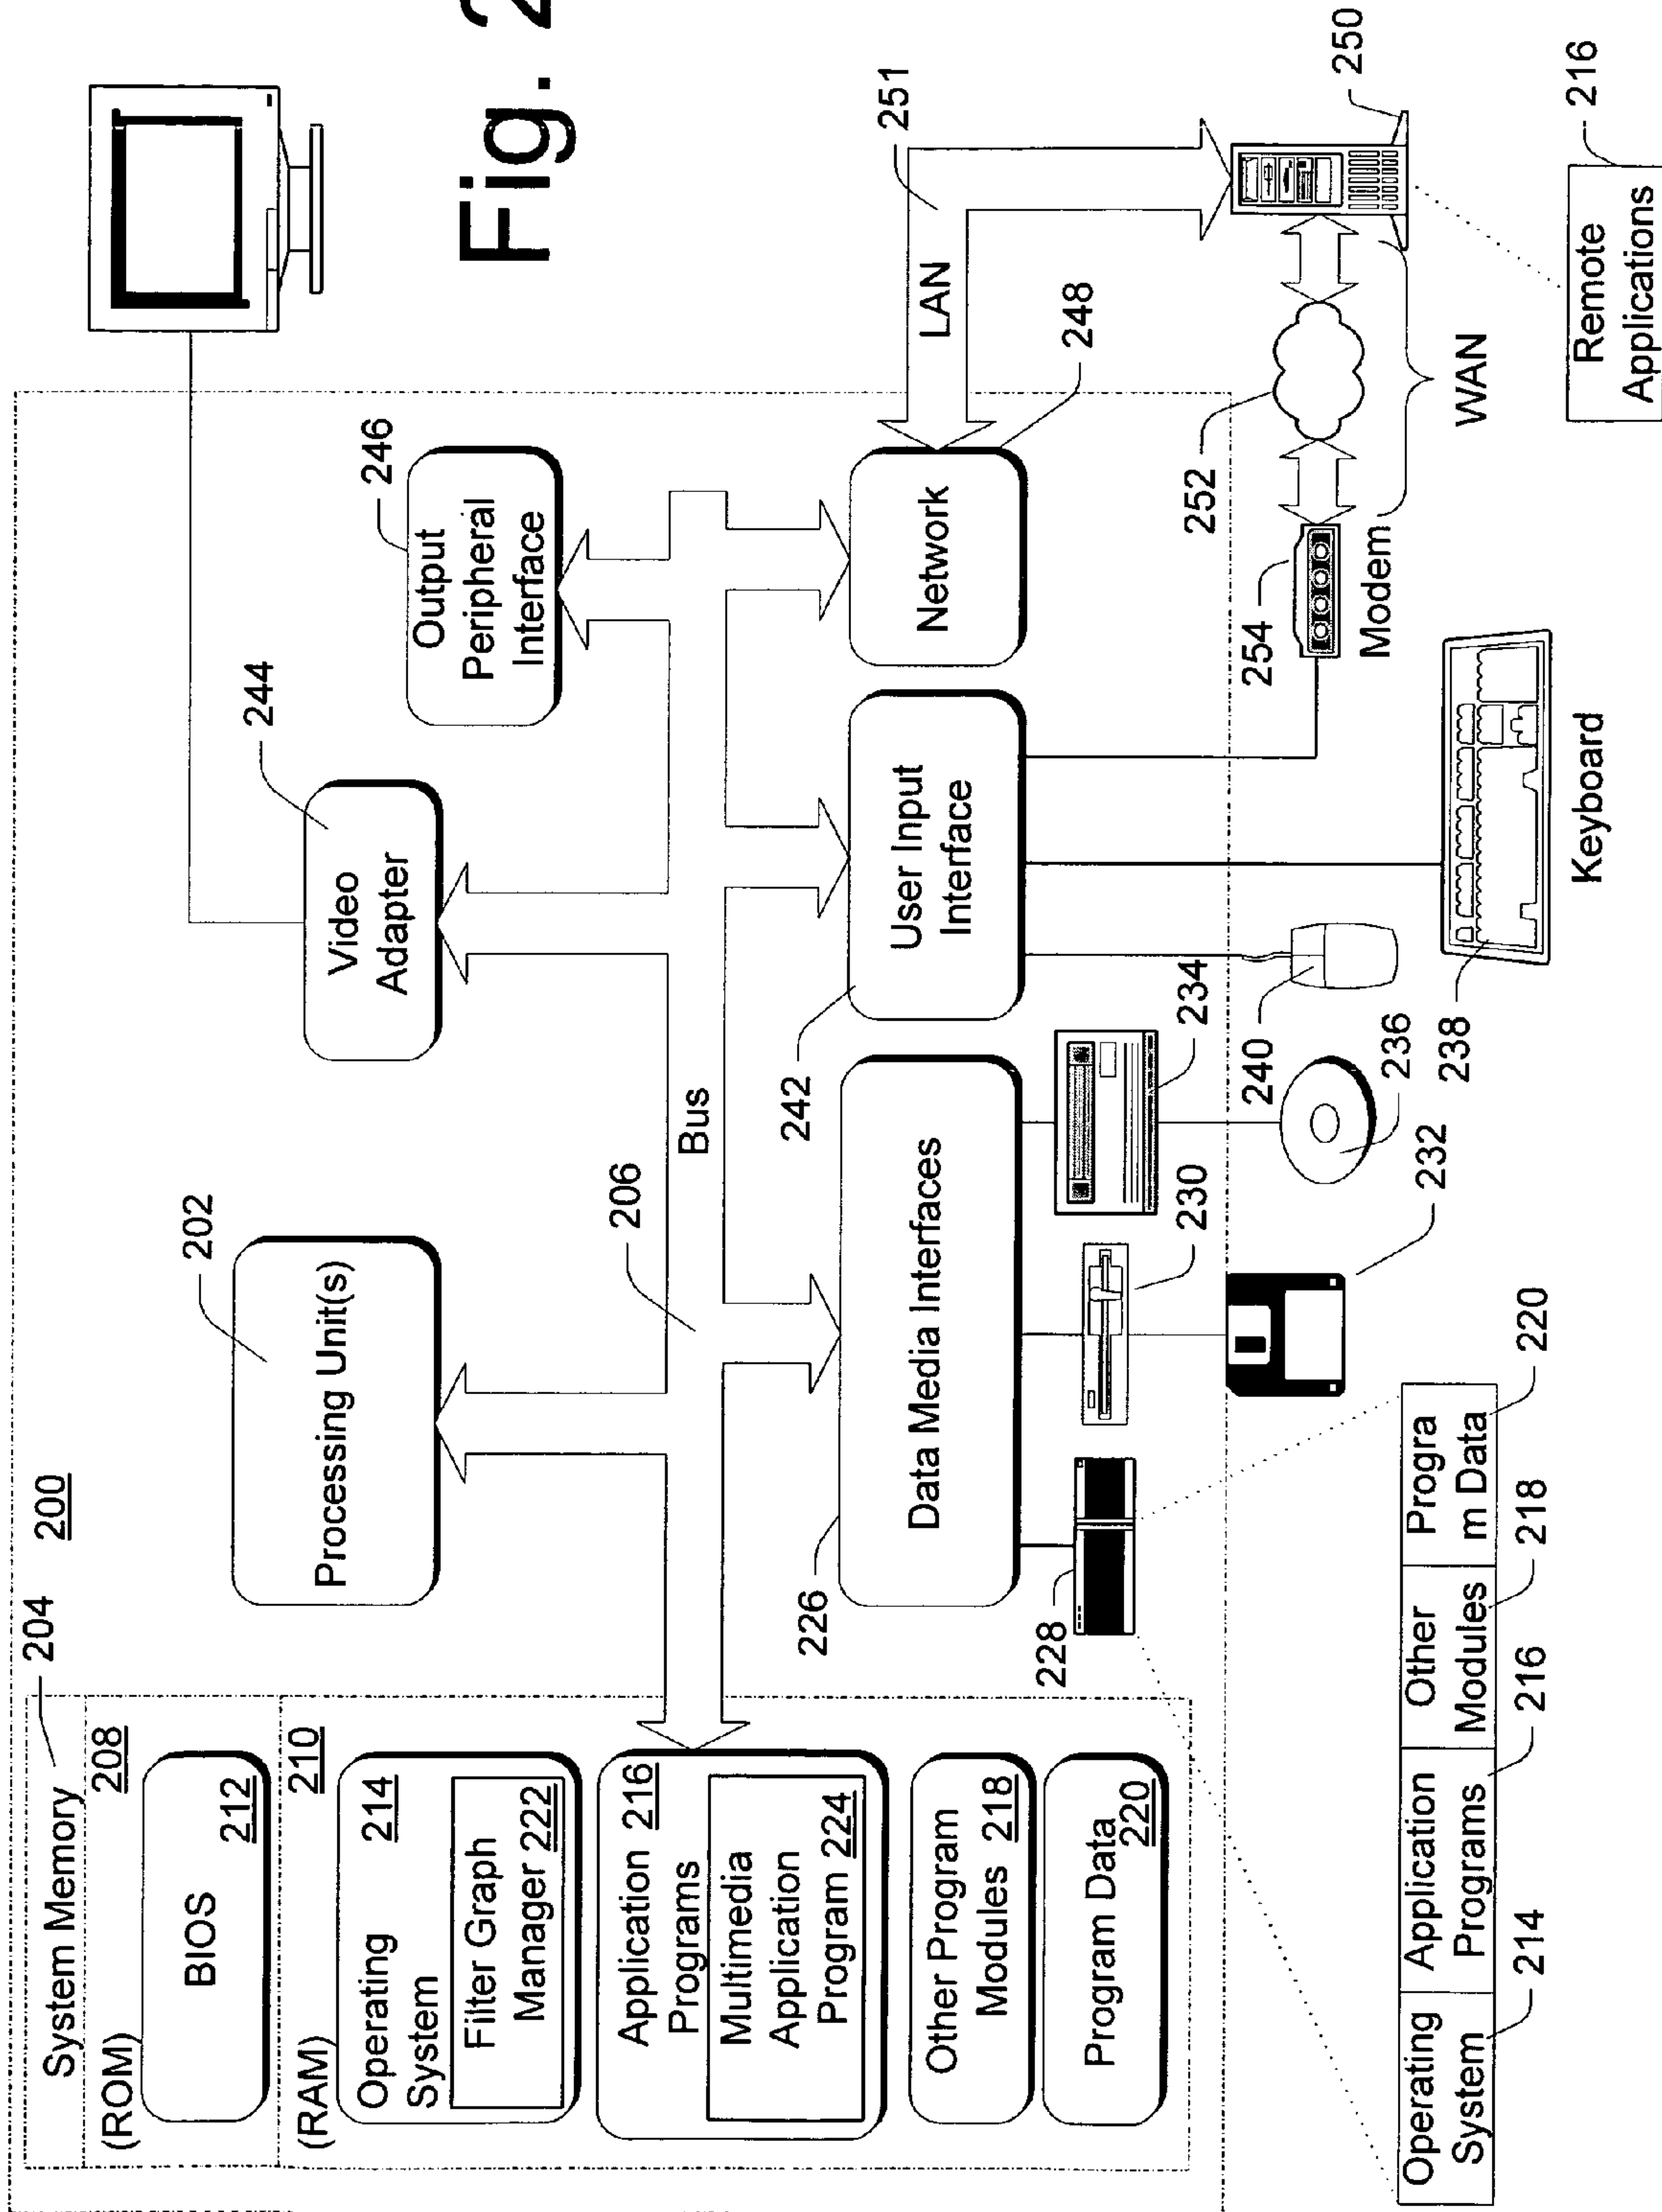 Fig. 2
200
System Memory
204
(ROM) 208
BIOS
212
(RAM) 210
Operating
System
214
Filter Graph
Manager 222
Application 216
Programs
Multimedia
Application
Program 224
Other Program
Modules 218
Program Data
220
Processing Unit(s)
202
206
Bus
Video
Adapter
244
Output
Peripheral
Interface
246
Data Media Interfaces
226
User Input
Interface
242
Network
248
LAN
251
228
230
234
232
236
240
238
Keyboard
254
Modem
252
WAN
250
Remote
Applications
216
Operating
System
214
Application
Programs
216
Other
Modules
218
Progra
m Data
220